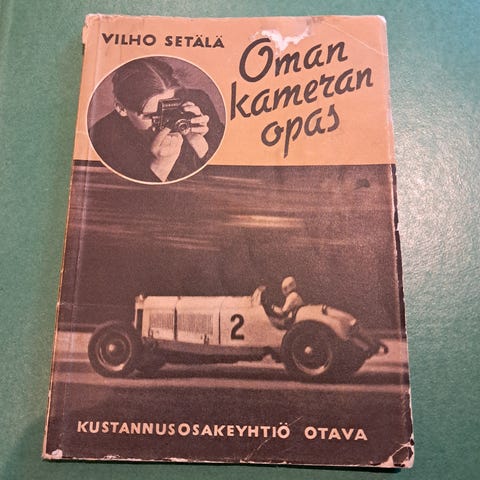 VILHO SETÄLÄ
Oman
kameran
opas
2
KUSTANNUSOSAKEYHTIÖ OTAVA